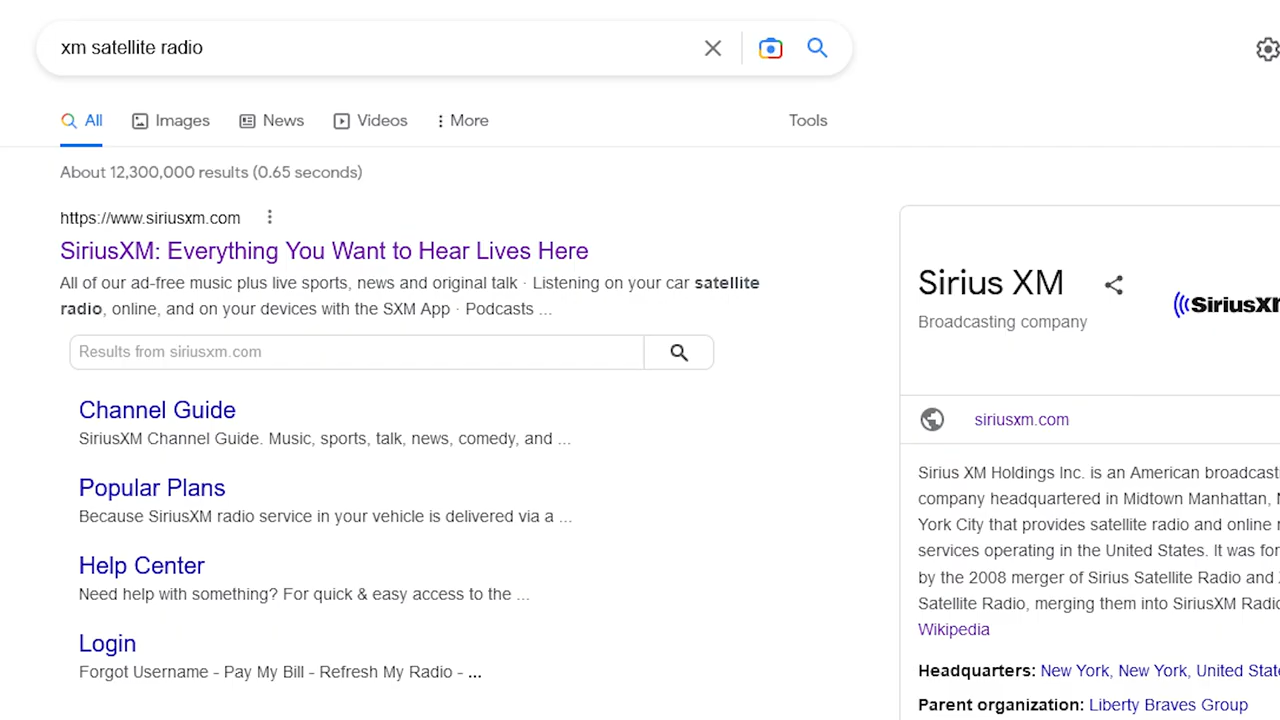 xm satellite radio
All
Images
News
Videos
More
Tools
About 12,300,000 results (0.65 seconds)
https://www.siriusxm.com
SiriusXM: Everything You Want to Hear Lives Here
All of our ad-free music plus live sports, news and original talk · Listening on your car satellite
radio, online, and on your devices with the SXM App · Podcasts ...
Results from siriusxm.com
Channel Guide
SiriusXM Channel Guide. Music, sports, talk, news, comedy, and ...
Popular Plans
Because SiriusXM radio service in your vehicle is delivered via a ...
Help Center
Need help with something? For quick & easy access to the ...
Login
Forgot Username - Pay My Bill - Refresh My Radio - ...
Sirius XM
Broadcasting company
SiriusX
siriusxm.com
Sirius XM Holdings Inc. is an American broadcast
company headquartered in Midtown Manhattan,
York City that provides satellite radio and online
services operating in the United States. It was
by the 2008 merger of Sirius Satellite Radio and
Satellite Radio, merging them into SiriusXM
Wikipedia
Headquarters: New York, New York, United
Parent organization: Liberty Braves Group